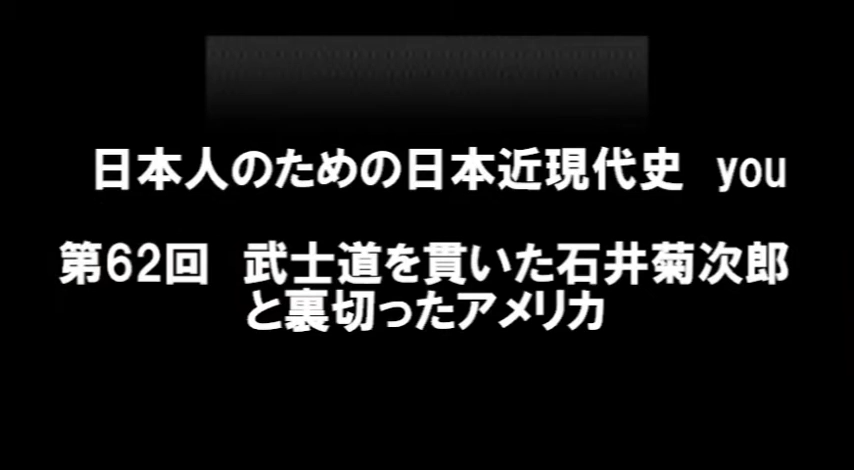 日本人のための日本近現代史　you
第62回　武士道を貫いた石井菊次郎
と裏切ったアメリカ